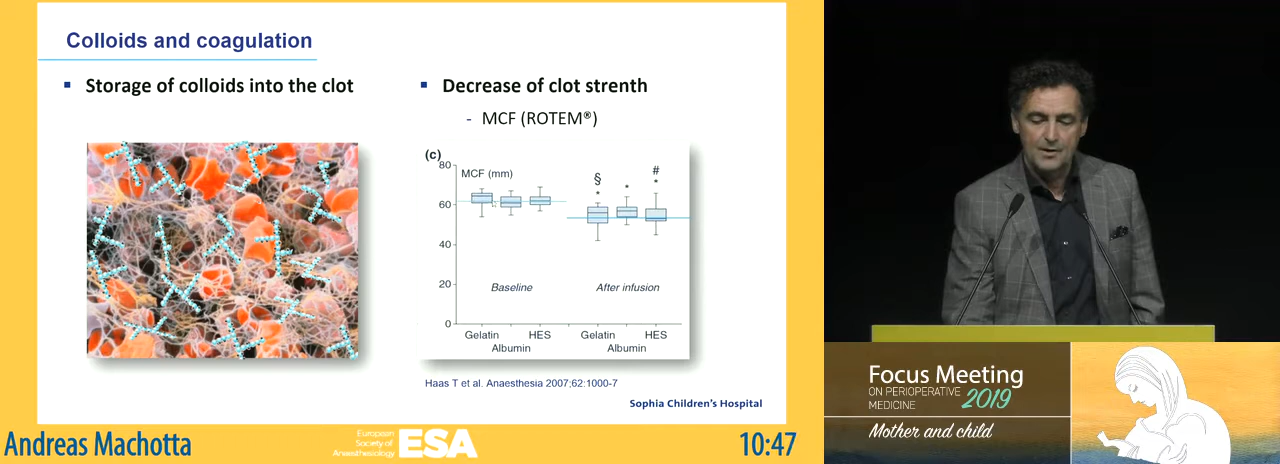 Colloids and coagulation
Storage of colloids into the clot
Decrease of clot strenth
- MCF (ROTEM®)
(c)
MCF (mm)
80
60
40
20
0
§
*
*
#
*
Baseline
After infusion
Gelatin
Albumin
HES
Gelatin
Albumin
HES
Haas T et al. Anaesthesia 2007;62:1000-7
Sophia Children's Hospital
Andreas Machotta
European
Society of
Anaesthesiology
ESA
10:47
Focus Meeting
ON PERIOPERATIVE
MEDICINE 2019
Mother and child